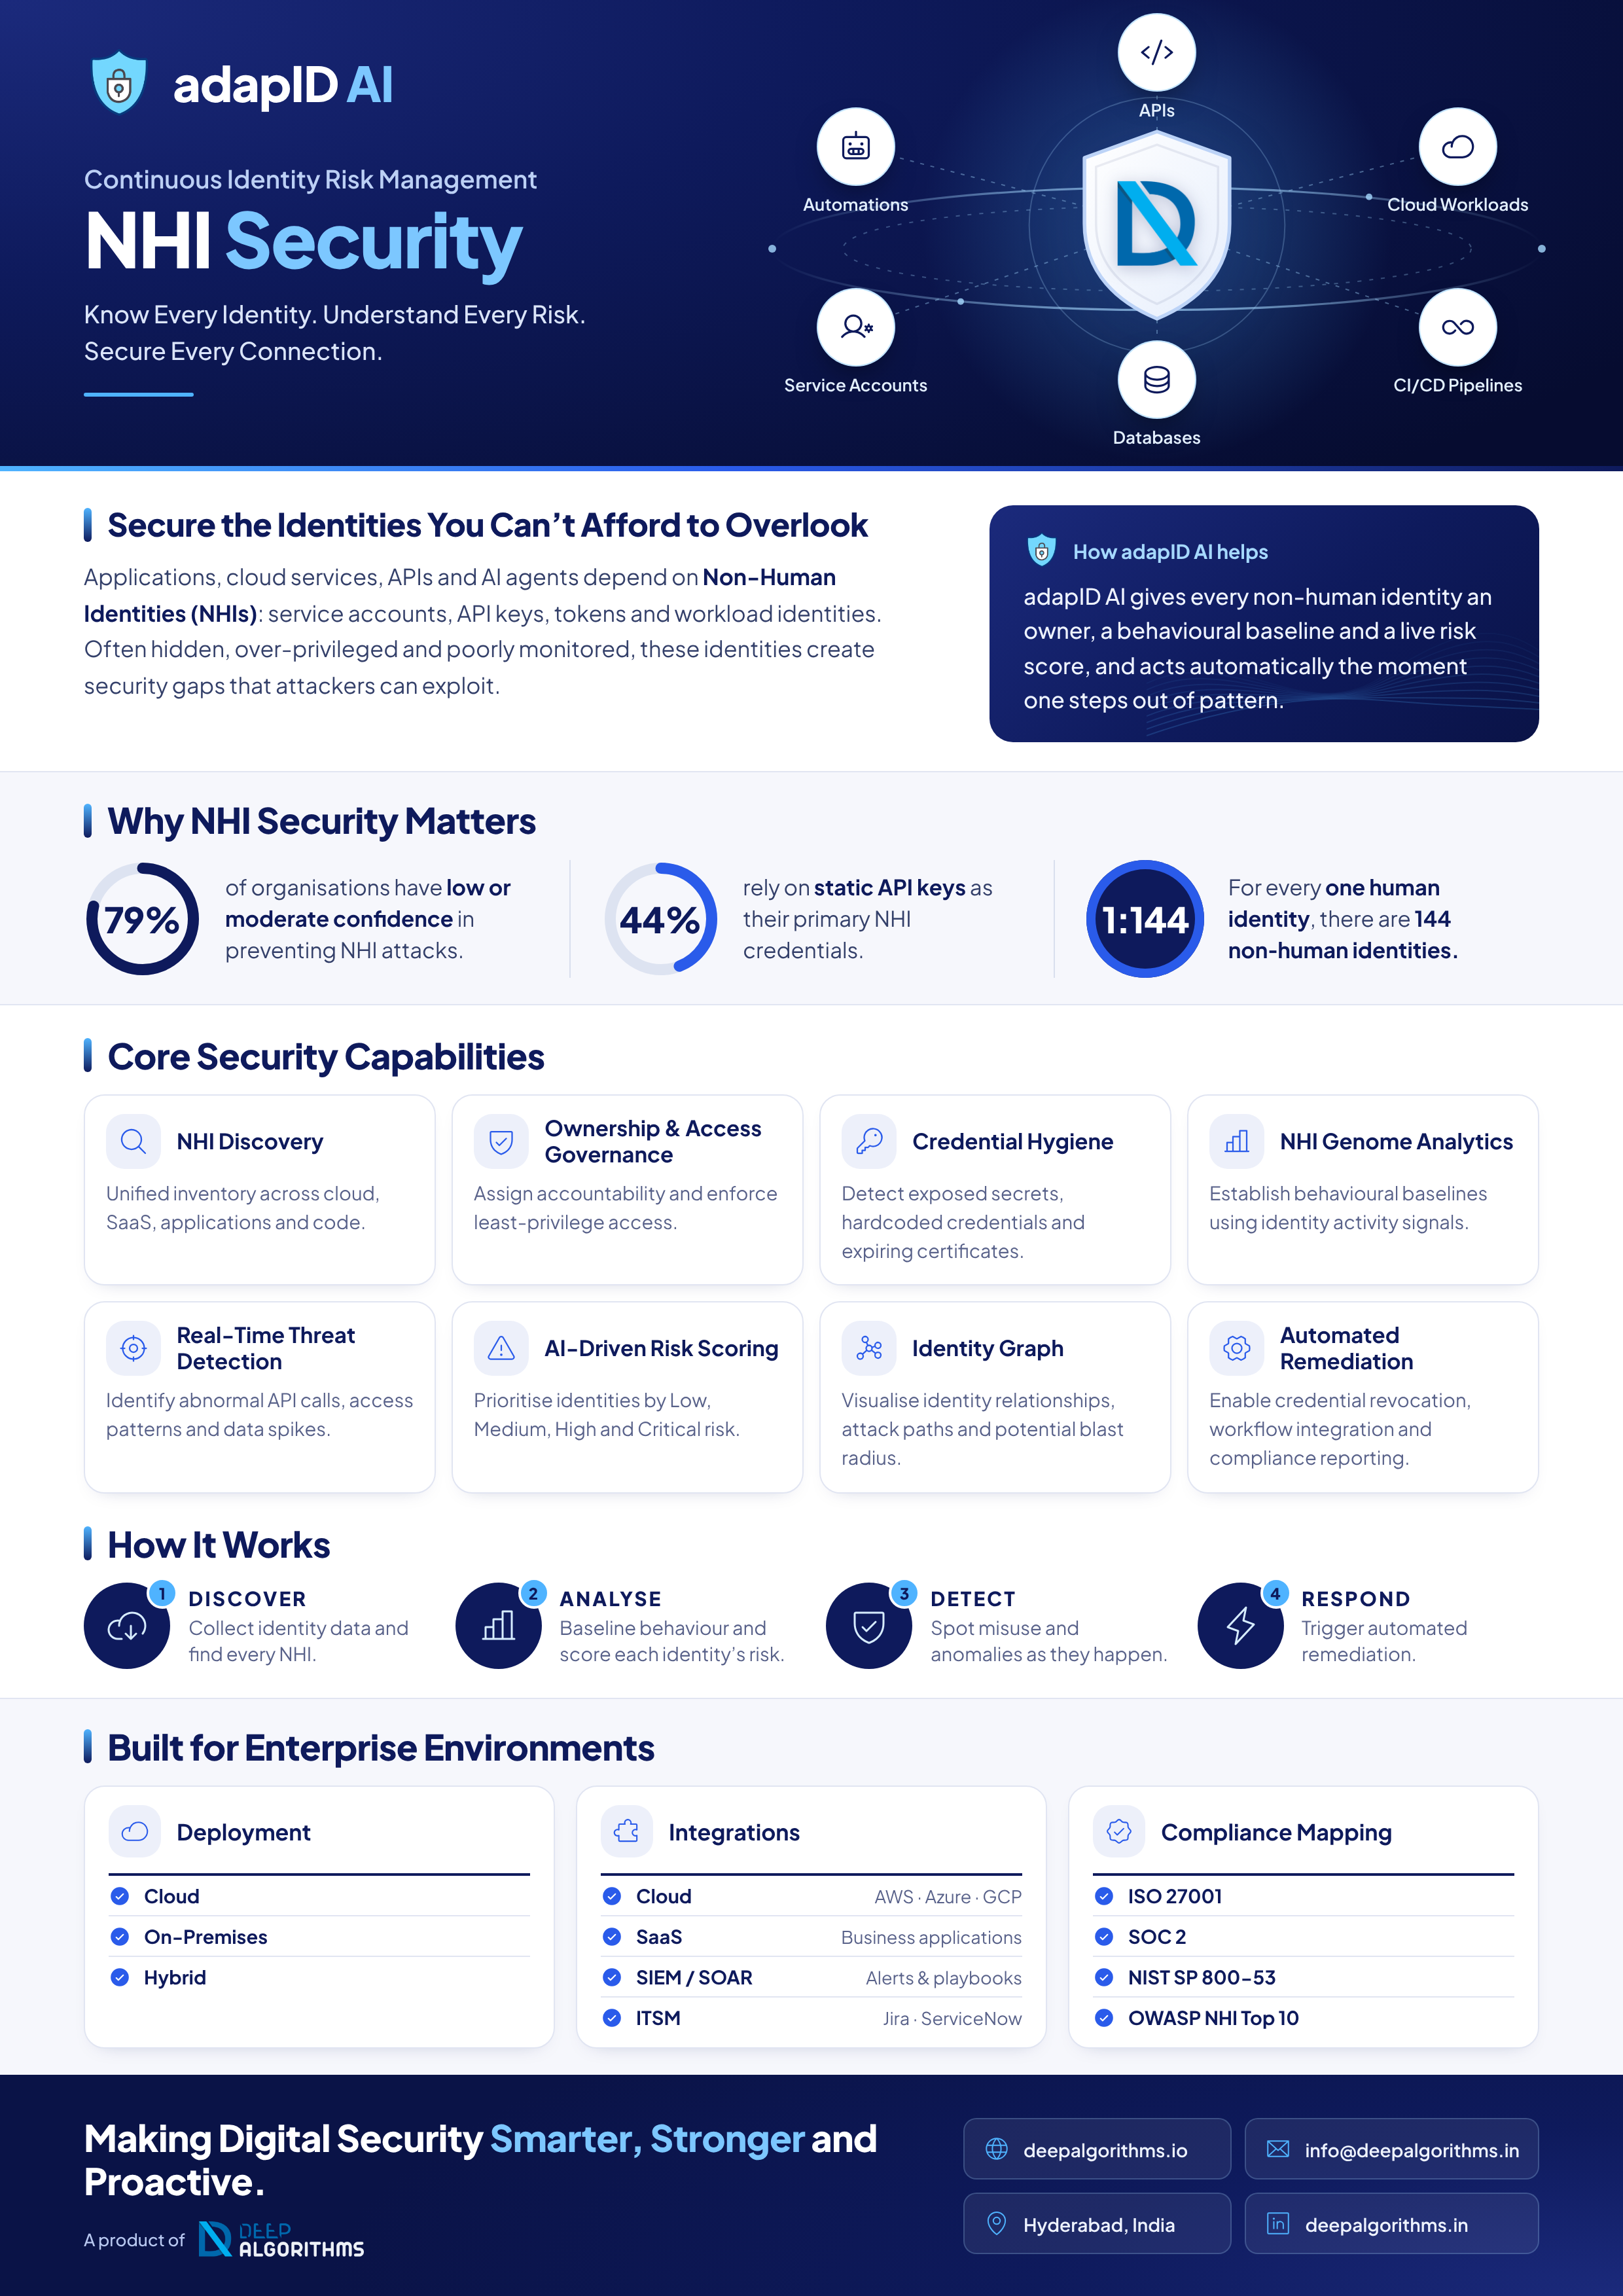 adapID AI
Continuous Identity Risk Management
NHI Security
Know Every Identity. Understand Every Risk.
Secure Every Connection.
APIs
Automations
Cloud Workloads
Service Accounts
CI/CD Pipelines
Databases
Secure the Identities You Can’t Afford to Overlook
Applications, cloud services, APIs and AI agents depend on Non-Human
Identities (NHIs): service accounts, API keys, tokens and workload identities.
Often hidden, over-privileged and poorly monitored, these identities create
security gaps that attackers can exploit.
How adapID AI helps
adapID AI gives every non-human identity an
owner, a behavioural baseline and a live risk
score, and acts automatically the moment
one steps out of pattern.
Why NHI Security Matters
79%
of organisations have low or
moderate confidence in
preventing NHI attacks.
44%
rely on static API keys as
their primary NHI
credentials.
1:144
For every one human
identity, there are 144
non-human identities.
Core Security Capabilities
NHI Discovery
Unified inventory across cloud,
SaaS, applications and code.
Ownership & Access
Governance
Assign accountability and enforce
least-privilege access.
Credential Hygiene
Detect exposed secrets,
hardcoded credentials and
expiring certificates.
NHI Genome Analytics
Establish behavioural baselines
using identity activity signals.
Real-Time Threat
Detection
Identify abnormal API calls, access
patterns and data spikes.
AI-Driven Risk Scoring
Prioritise identities by Low,
Medium, High and Critical risk.
Identity Graph
Visualise identity relationships,
attack paths and potential blast
radius.
Automated
Remediation
Enable credential revocation,
workflow integration and
compliance reporting.
How It Works
1
DISCOVER
Collect identity data and
find every NHI.
2
ANALYSE
Baseline behaviour and
score each identity’s risk.
3
DETECT
Spot misuse and
anomalies as they happen.
4
RESPOND
Trigger automated
remediation.
Built for Enterprise Environments
Deployment
Cloud
On-Premises
Hybrid
Integrations
Cloud AWS · Azure · GCP
SaaS Business applications
SIEM / SOAR Alerts & playbooks
ITSM Jira · ServiceNow
Compliance Mapping
ISO 27001
SOC 2
NIST SP 800-53
OWASP NHI Top 10
Making Digital Security Smarter, Stronger and
Proactive.
A product of
DEEP
ALGORITHMS
deepalgorithms.io
info@deepalgorithms.in
Hyderabad, India
in
deepalgorithms.in